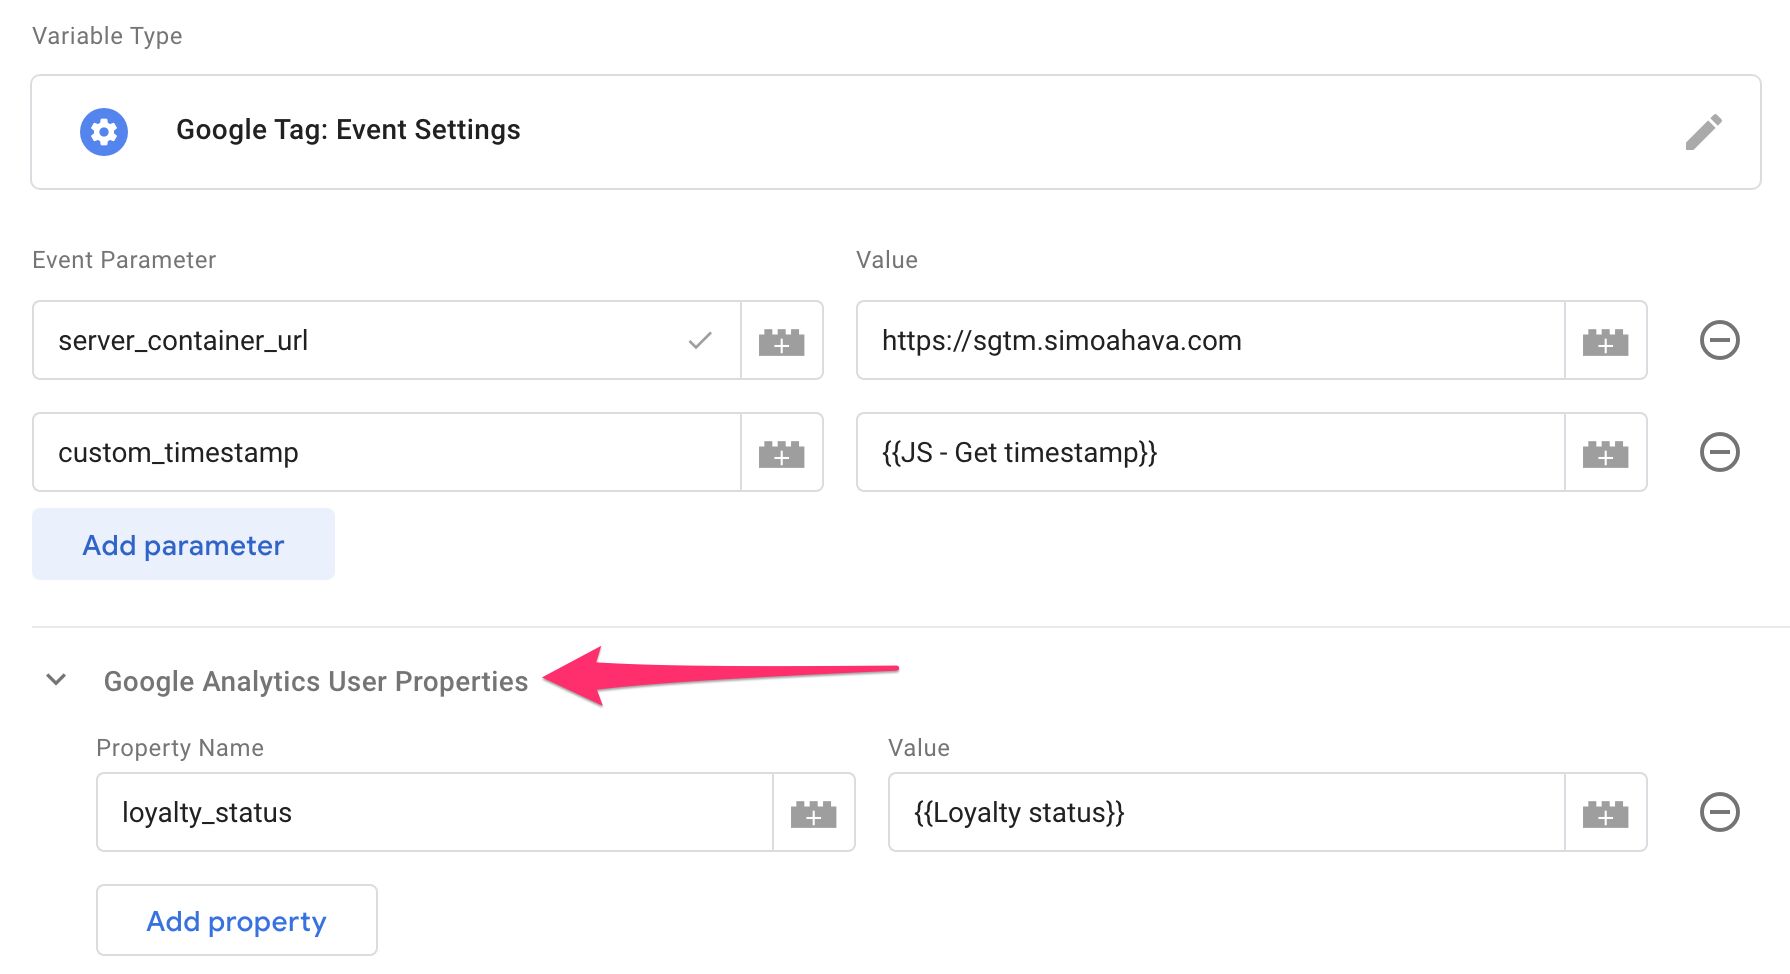 Variable Type
Google Tag: Event Settings
Event Parameter Value
server_container_url https://sgtm.simoahava.com
custom_timestamp {{JS - Get timestamp}}
Add parameter
Google Analytics User Properties
Property Name Value
loyalty_status {{Loyalty status}}
Add property